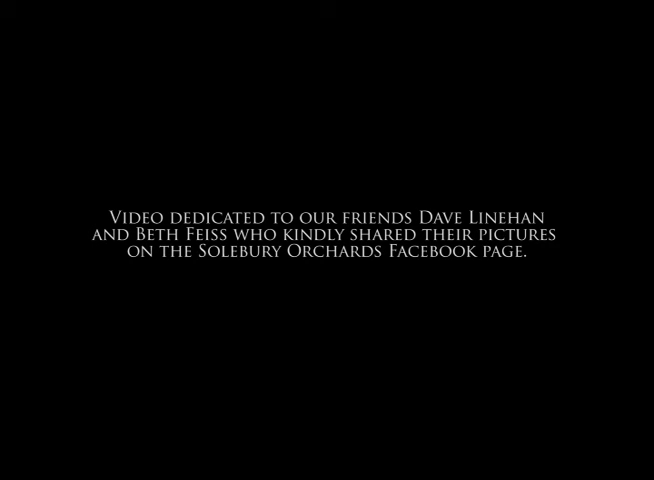 Video dedicated to our friends Dave Linehan
and Beth Feiss who kindly shared their pictures
on the Solebury Orchards Facebook page.